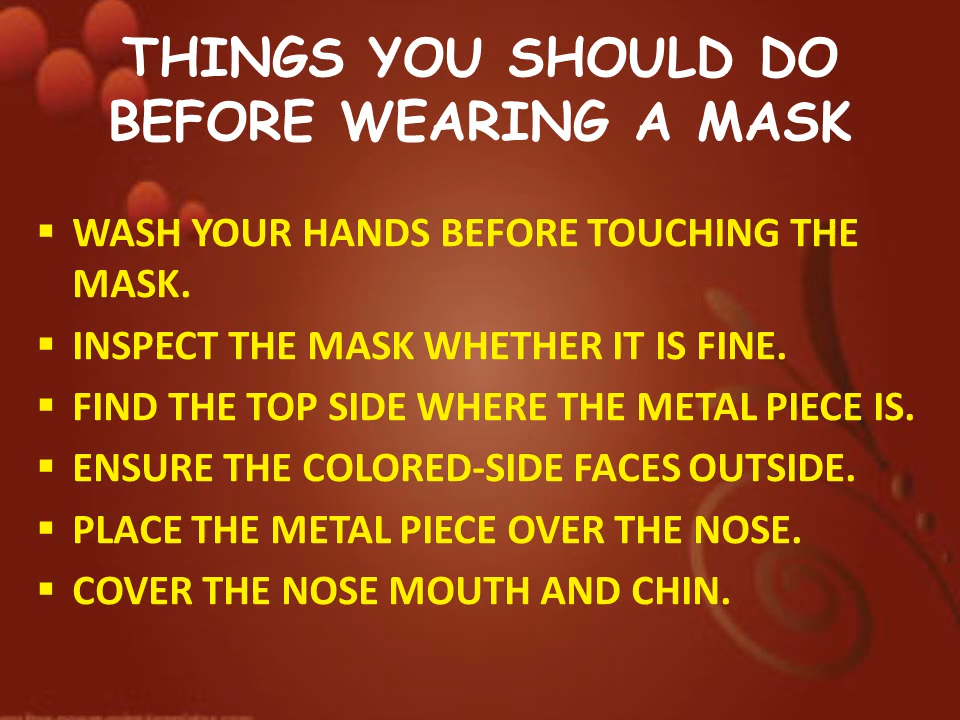 THINGS YOU SHOULD DO
BEFORE WEARING A MASK
▪ WASH YOUR HANDS BEFORE TOUCHING THE
MASK.
▪ INSPECT THE MASK WHETHER IT IS FINE.
▪ FIND THE TOP SIDE WHERE THE METAL PIECE IS.
▪ ENSURE THE COLORED-SIDE FACES OUTSIDE.
▪ PLACE THE METAL PIECE OVER THE NOSE.
▪ COVER THE NOSE MOUTH AND CHIN.